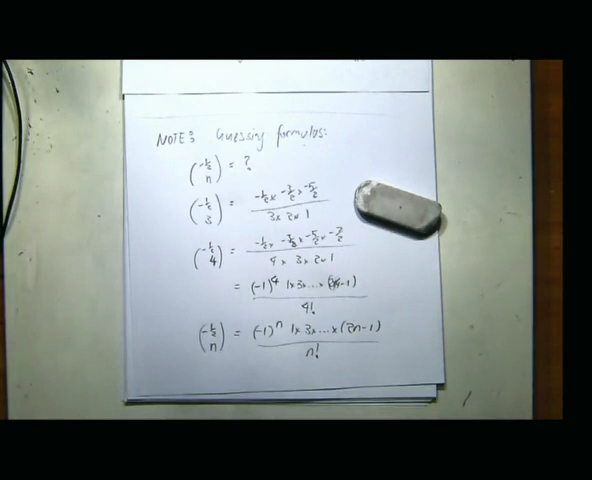 NOTE: Guessing formulas:
(-1/2 n) = ?
(-1/2 3) = -1/2 x -3/2 x -5/2 / 3 x 2 x 1
(-1/2 4) = -1/2 x -3/2 x -5/2 x -7/2 / 4 x 3 x 2 x 1
= (-1)^4 1 x 3 x ... x ( -1) / 4!
(-1/2 n) = (-1)^n 1 x 3 x ... x (2n-1) / n!